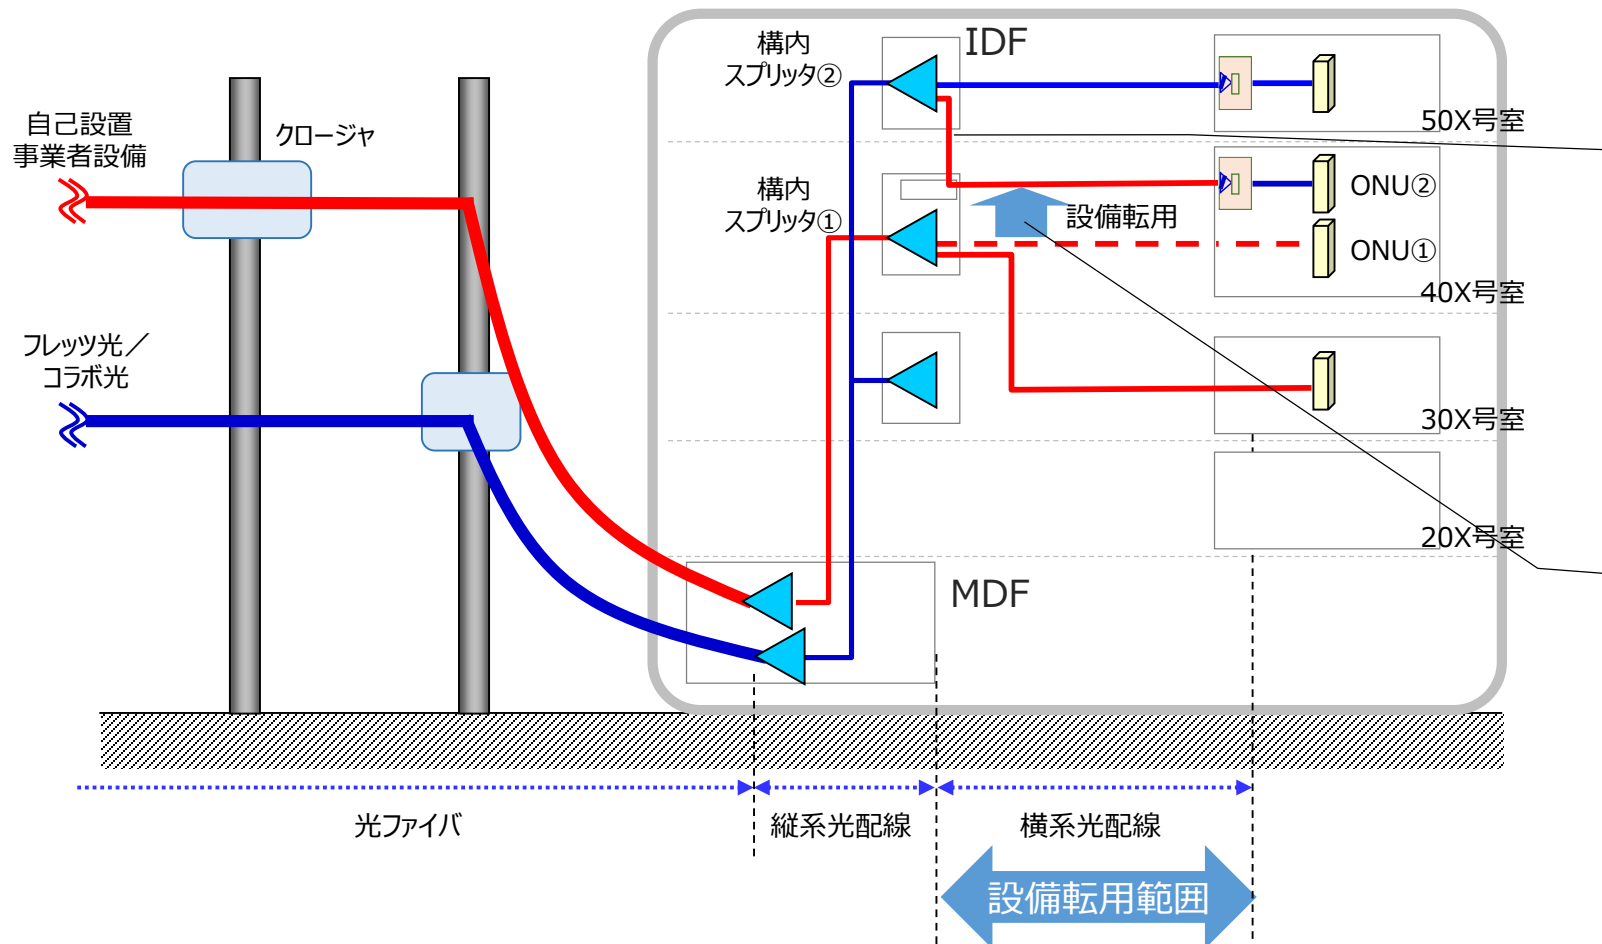 構内
スプリッタ②
IDF
自己設置
事業者設備
クロージャ
50X号室
構内
スプリッタ①
設備転用
ONU②
ONU①
40X号室
フレッツ光／
コラボ光
30X号室
20X号室
MDF
光ファイバ
縦系光配線
横系光配線
設備転用範囲